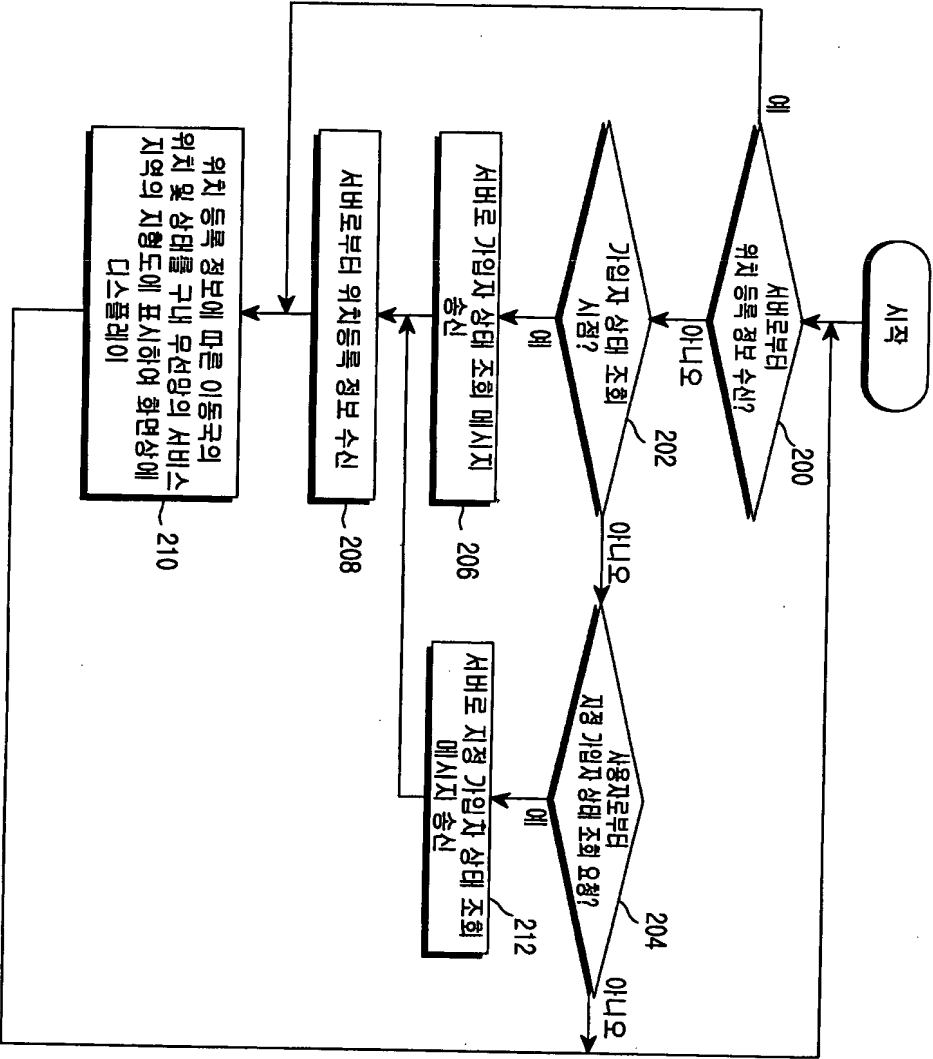 시작
서버로부터
위치 등록 정보 수신?
200
예
아니오
가입자 상태 조회
시점?
202
아니오
예
사용자로부터
지정 가입자 상태 조회 요청?
204
아니오
예
서버로 가입자 상태 조회 메시지
송신
206
서버로 지정 가입자 상태 조회
메시지 송신
212
서버로부터 위치등록 정보 수신
208
위치 등록 정보에 따른 이동국의
위치 및 상태를 구내 무선망의 서비스
지역의 지형도에 표시하여 화면상에
디스플레이
210